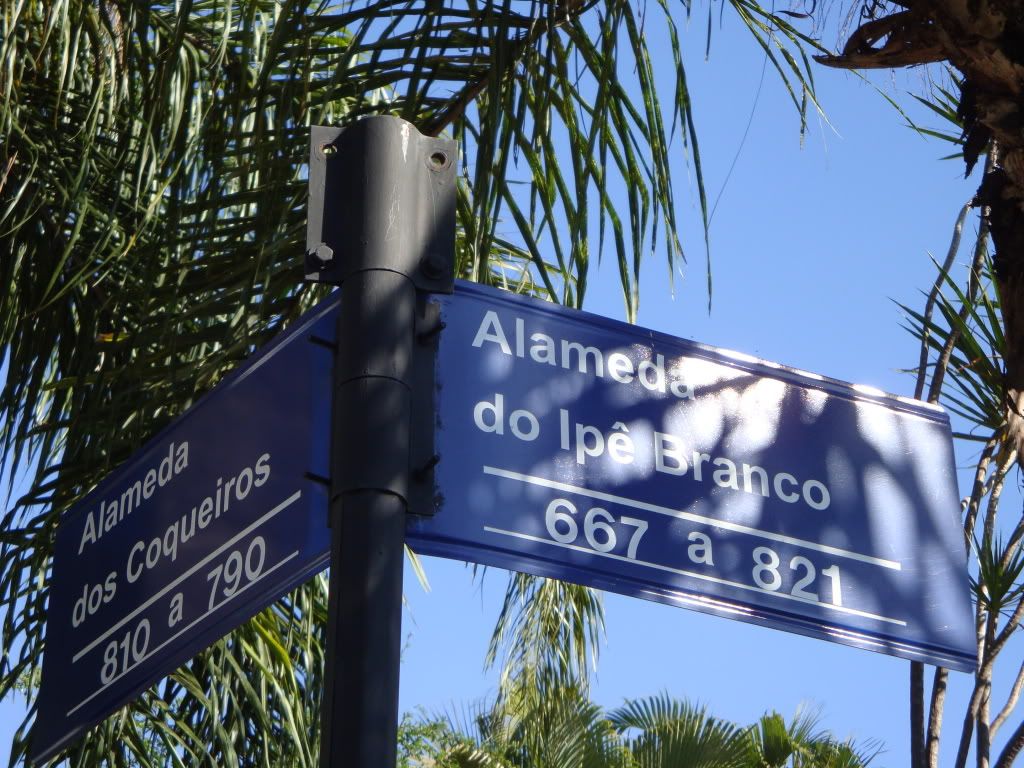 Alameda
dos Coqueiros
810 a 790
Alameda
do Ipê Branco
667 a 821